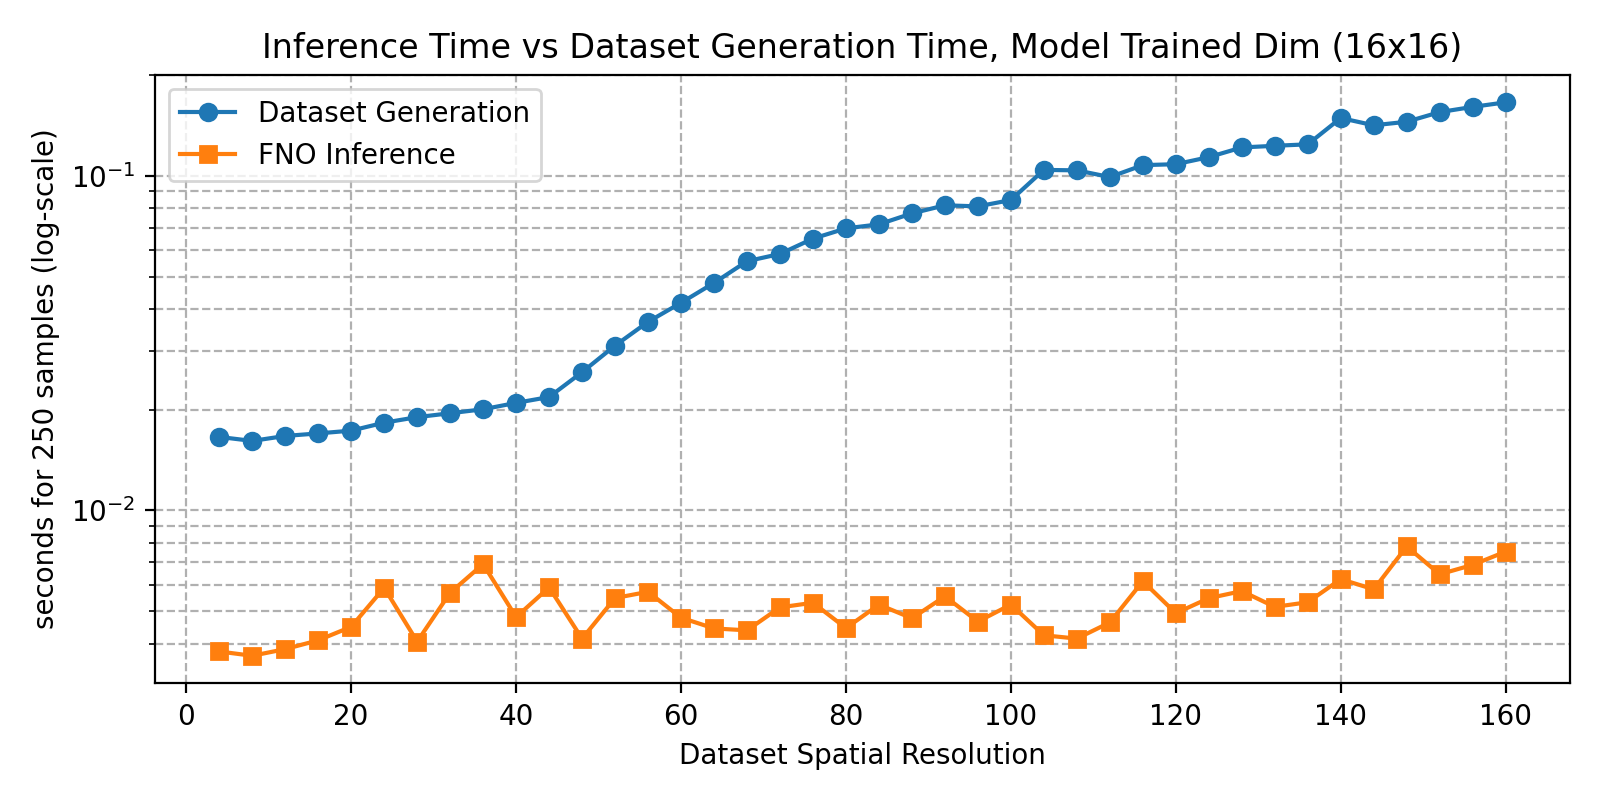 Inference Time vs Dataset Generation Time, Model Trained Dim (16x16)
Dataset Generation
FNO Inference
seconds for 250 samples (log-scale)
10⁻¹
10⁻²
0 20 40 60 80 100 120 140 160
Dataset Spatial Resolution